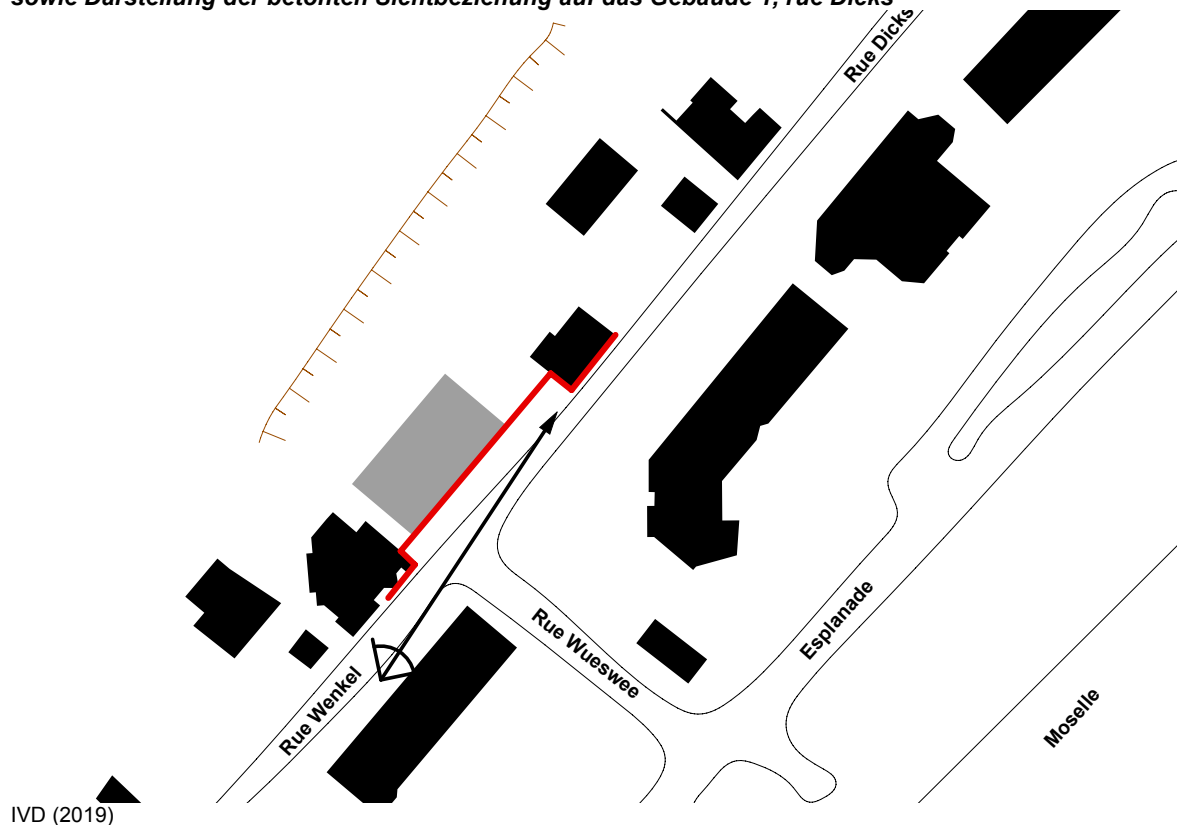 sowie Darstellung der betonten Sichtbeziehung auf das Gebäude 1, rue Dicks
Rue Dicks
Rue Wueswee
Esplanade
Rue Wenkel
Moselle
IVD (2019)